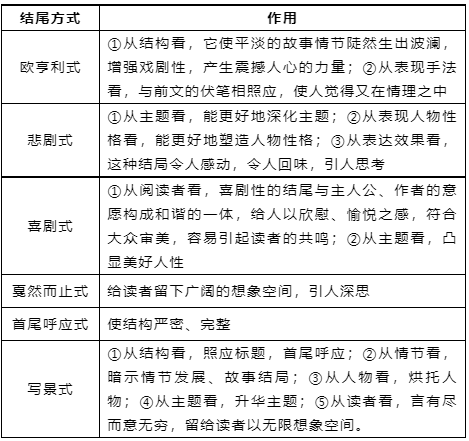 结尾方式 作用
欧亨利式 ①从结构看，它使平淡的故事情节陡然生出波澜，
增强戏剧性，产生震撼人心的力量；②从表现手法
看，与前文的伏笔相照应，使人觉得又在情理之中
悲剧式 ①从主题看，能更好地深化主题；②从表现人物性
格看，能更好地塑造人物性格；③从表达效果看，
这种结局令人感动，令人回味，引人思考
喜剧式 ①从阅读者看，喜剧性的结尾与主人公、作者的意
愿构成和谐的一体，给人以欣慰、愉悦之感，符合
大众审美，容易引起读者的共鸣；②从主题看，凸
显美好人性
戛然而止式 给读者留下广阔的想象空间，引人深思
首尾呼应式 使结构严密、完整
写景式 ①从结构看，照应标题，首尾呼应；②从情节看，
暗示情节发展、故事结局；③从人物看，烘托人
物；④从主题看，升华主题；⑤从读者看，言有尽
而意无穷，留给读者以无限想象空间。